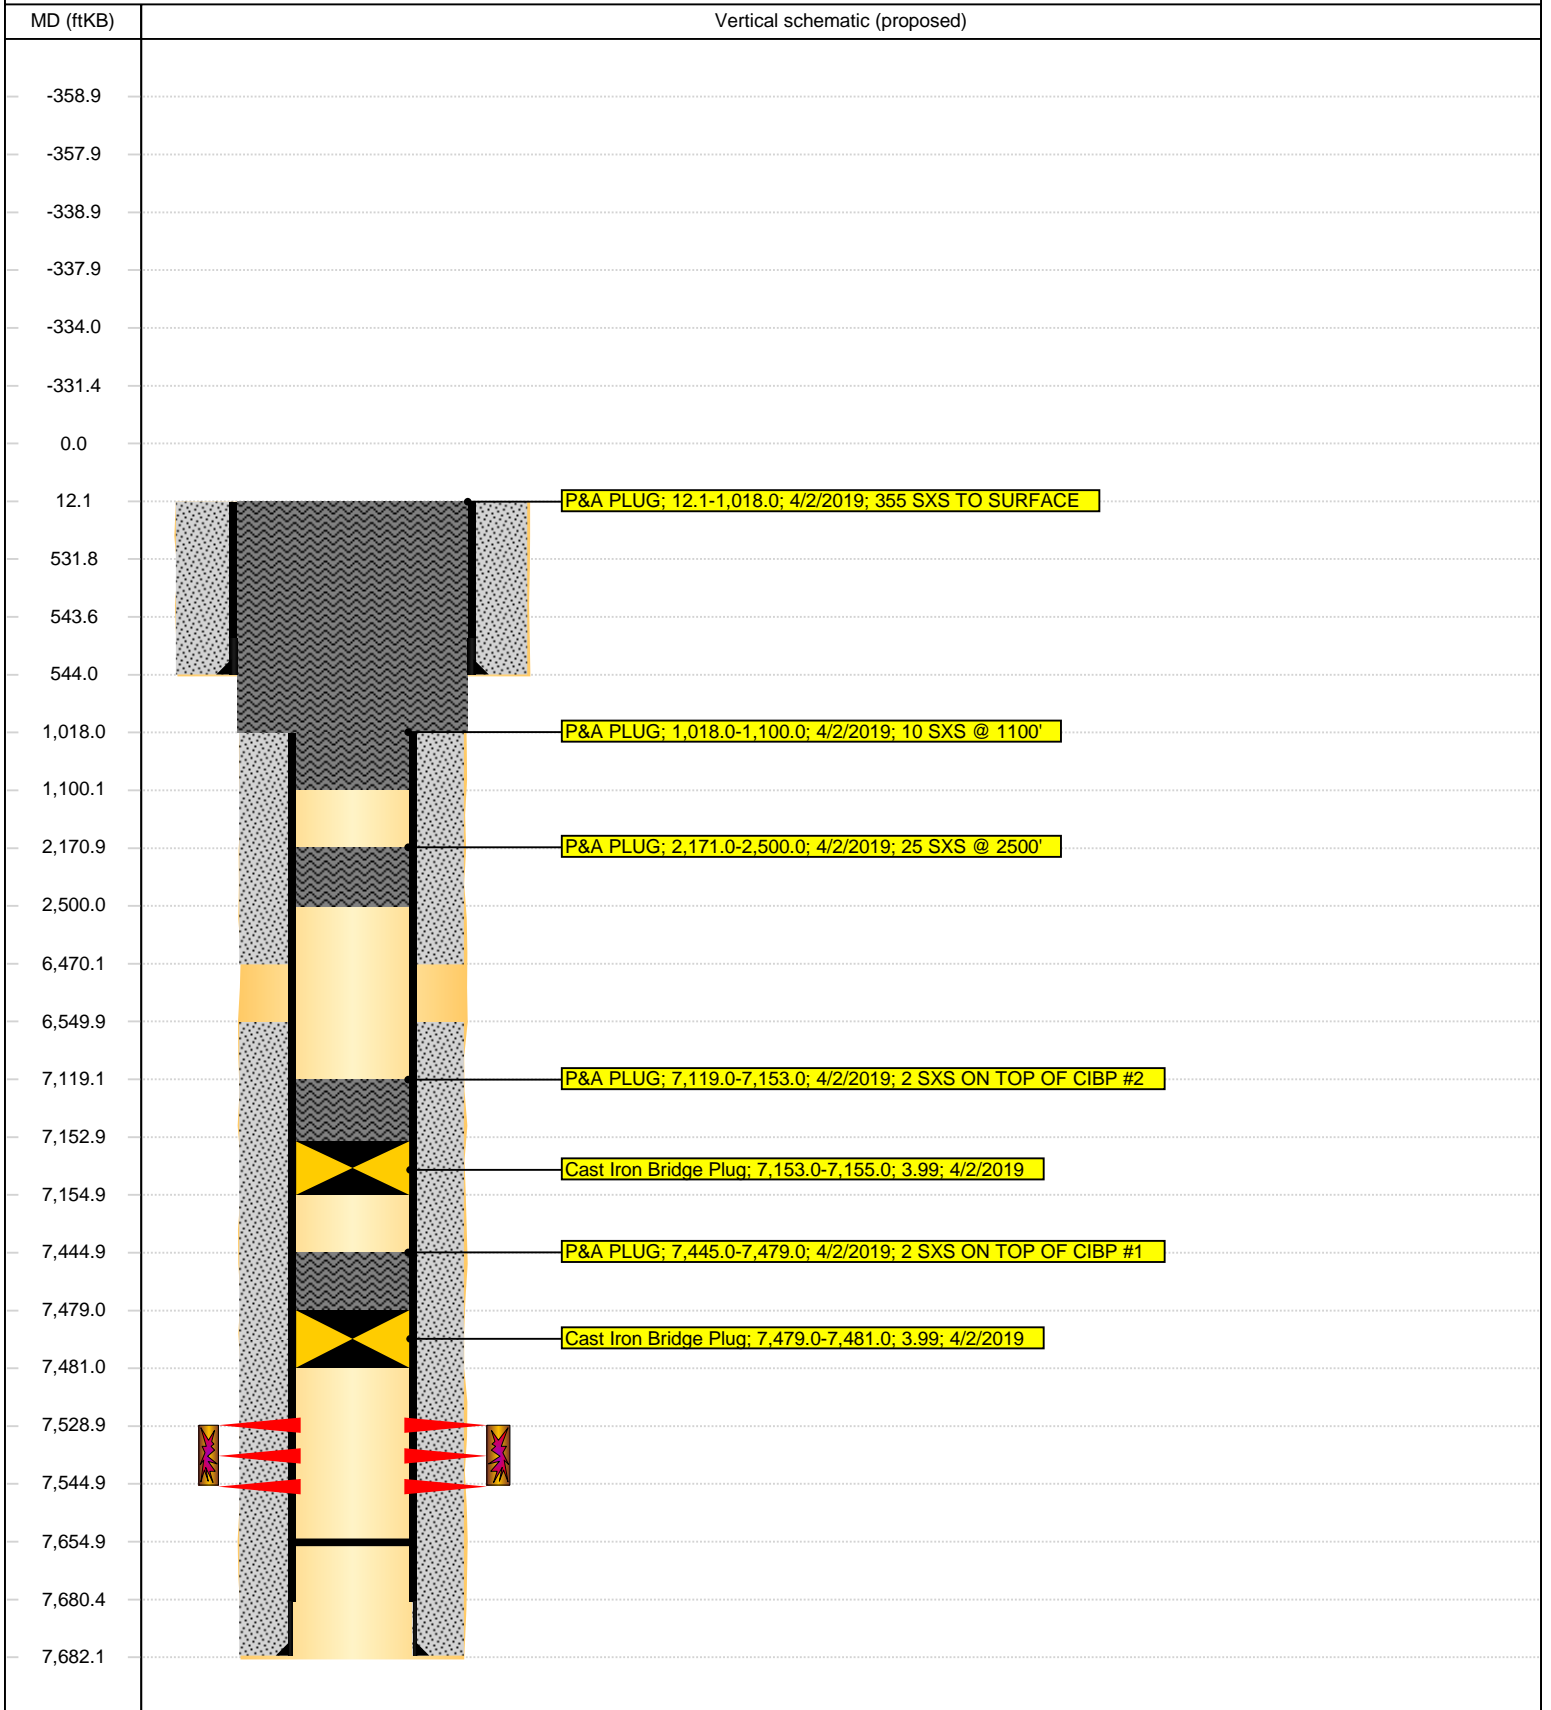 MD (ftKB) Vertical schematic (proposed)
-358.9
-357.9
-338.9
-337.9
-334.0
-331.4
0.0
12.1 P&A PLUG; 12.1-1,018.0; 4/2/2019; 355 SXS TO SURFACE
531.8
543.6
544.0
1,018.0 P&A PLUG; 1,018.0-1,100.0; 4/2/2019; 10 SXS @ 1100'
1,100.1
2,170.9 P&A PLUG; 2,171.0-2,500.0; 4/2/2019; 25 SXS @ 2500'
2,500.0
6,470.1
6,549.9
7,119.1 P&A PLUG; 7,119.0-7,153.0; 4/2/2019; 2 SXS ON TOP OF CIBP #2
7,152.9
Cast Iron Bridge Plug; 7,153.0-7,155.0; 3.99; 4/2/2019
7,154.9
7,444.9 P&A PLUG; 7,445.0-7,479.0; 4/2/2019; 2 SXS ON TOP OF CIBP #1
7,479.0
Cast Iron Bridge Plug; 7,479.0-7,481.0; 3.99; 4/2/2019
7,481.0
7,528.9
7,544.9
7,654.9
7,680.4
7,682.1